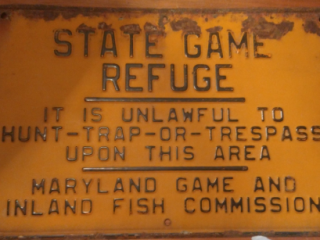 STATE GAME
REFUGE
IT IS UNLAWFUL TO
HUNT-TRAP-OR-TRESPASS
UPON THIS AREA
MARYLAND GAME AND
INLAND FISH COMMISSION